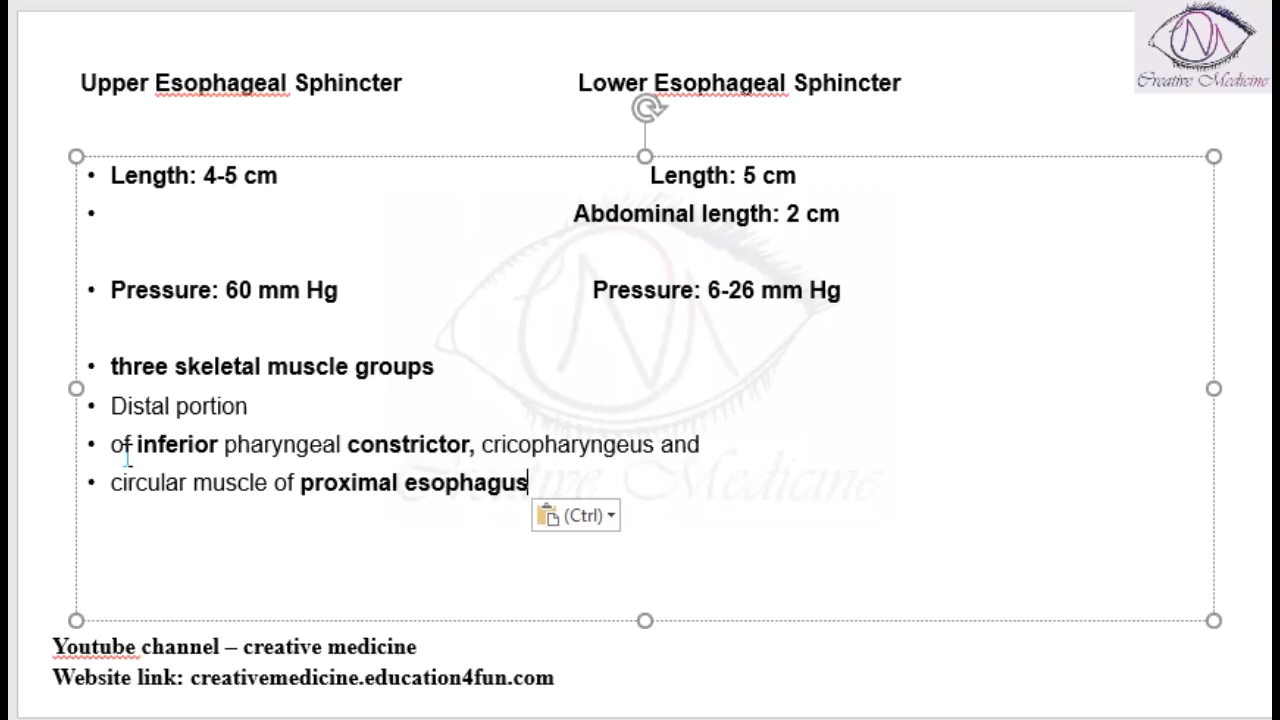 Creative Medicine
Upper Esophageal Sphincter Lower Esophageal Sphincter
• Length: 4-5 cm Length: 5 cm
• Abdominal length: 2 cm
• Pressure: 60 mm Hg Pressure: 6-26 mm Hg
• three skeletal muscle groups
• Distal portion
• of inferior pharyngeal constrictor, cricopharyngeus and
• circular muscle of proximal esophagus
Creative Medicine
(Ctrl)
Youtube channel – creative medicine
Website link: creativemedicine.education4fun.com